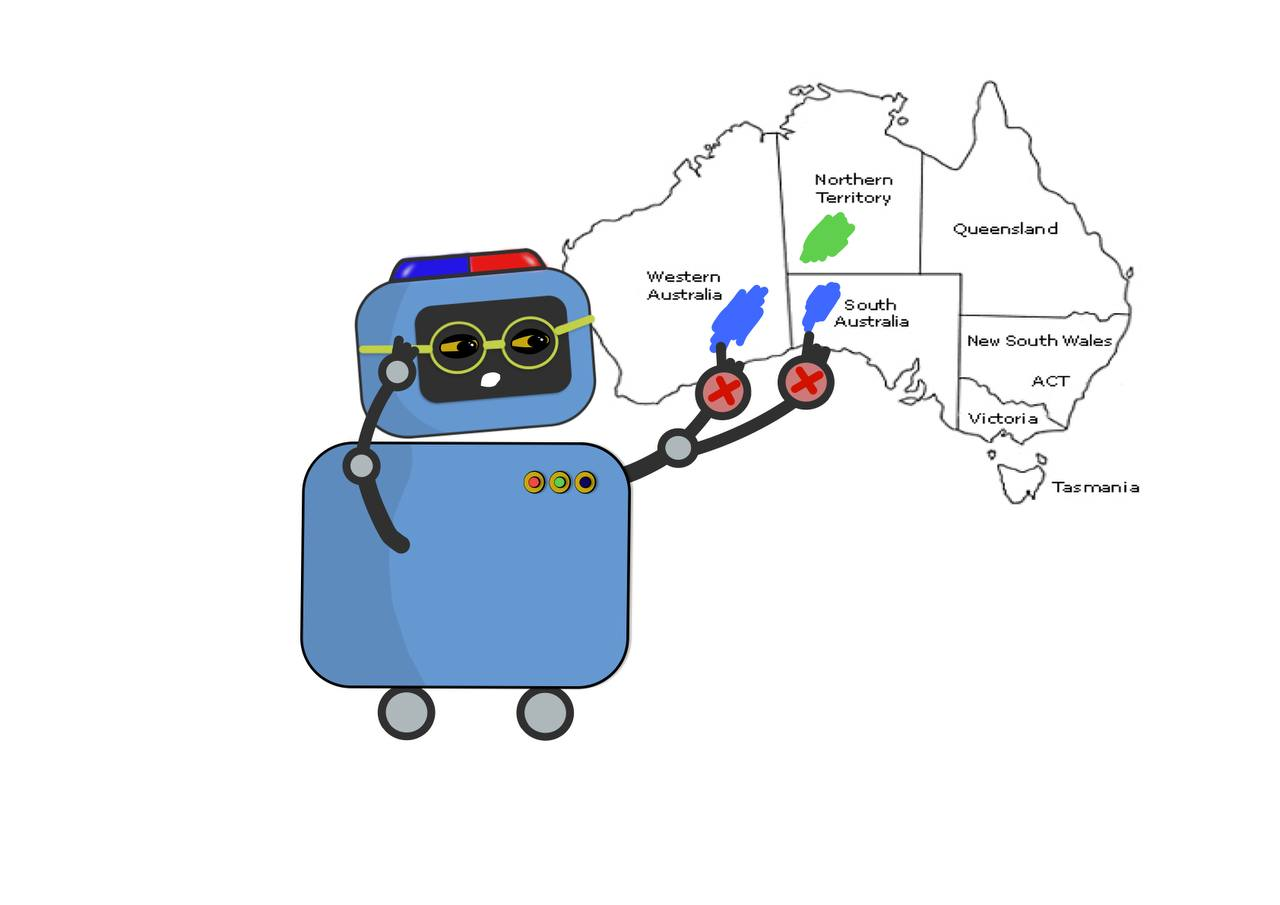 Northern
Territory
Queensland
Western
Australia
South
Australia
New South Wales
ACT
Victoria
Tasmania